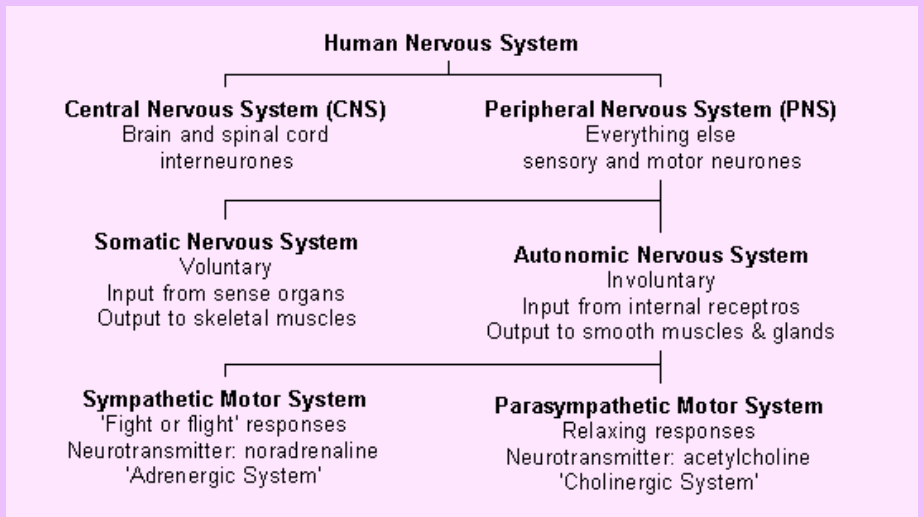 Human Nervous System
Central Nervous System (CNS)
Brain and spinal cord
interneurones
Peripheral Nervous System (PNS)
Everything else
sensory and motor neurones
Somatic Nervous System
Voluntary
Input from sense organs
Output to skeletal muscles
Autonomic Nervous System
Involuntary
Input from internal receptros
Output to smooth muscles & glands
Sympathetic Motor System
'Fight or flight' responses
Neurotransmitter: noradrenaline
'Adrenergic System'
Parasympathetic Motor System
Relaxing responses
Neurotransmitter: acetylcholine
'Cholinergic System'